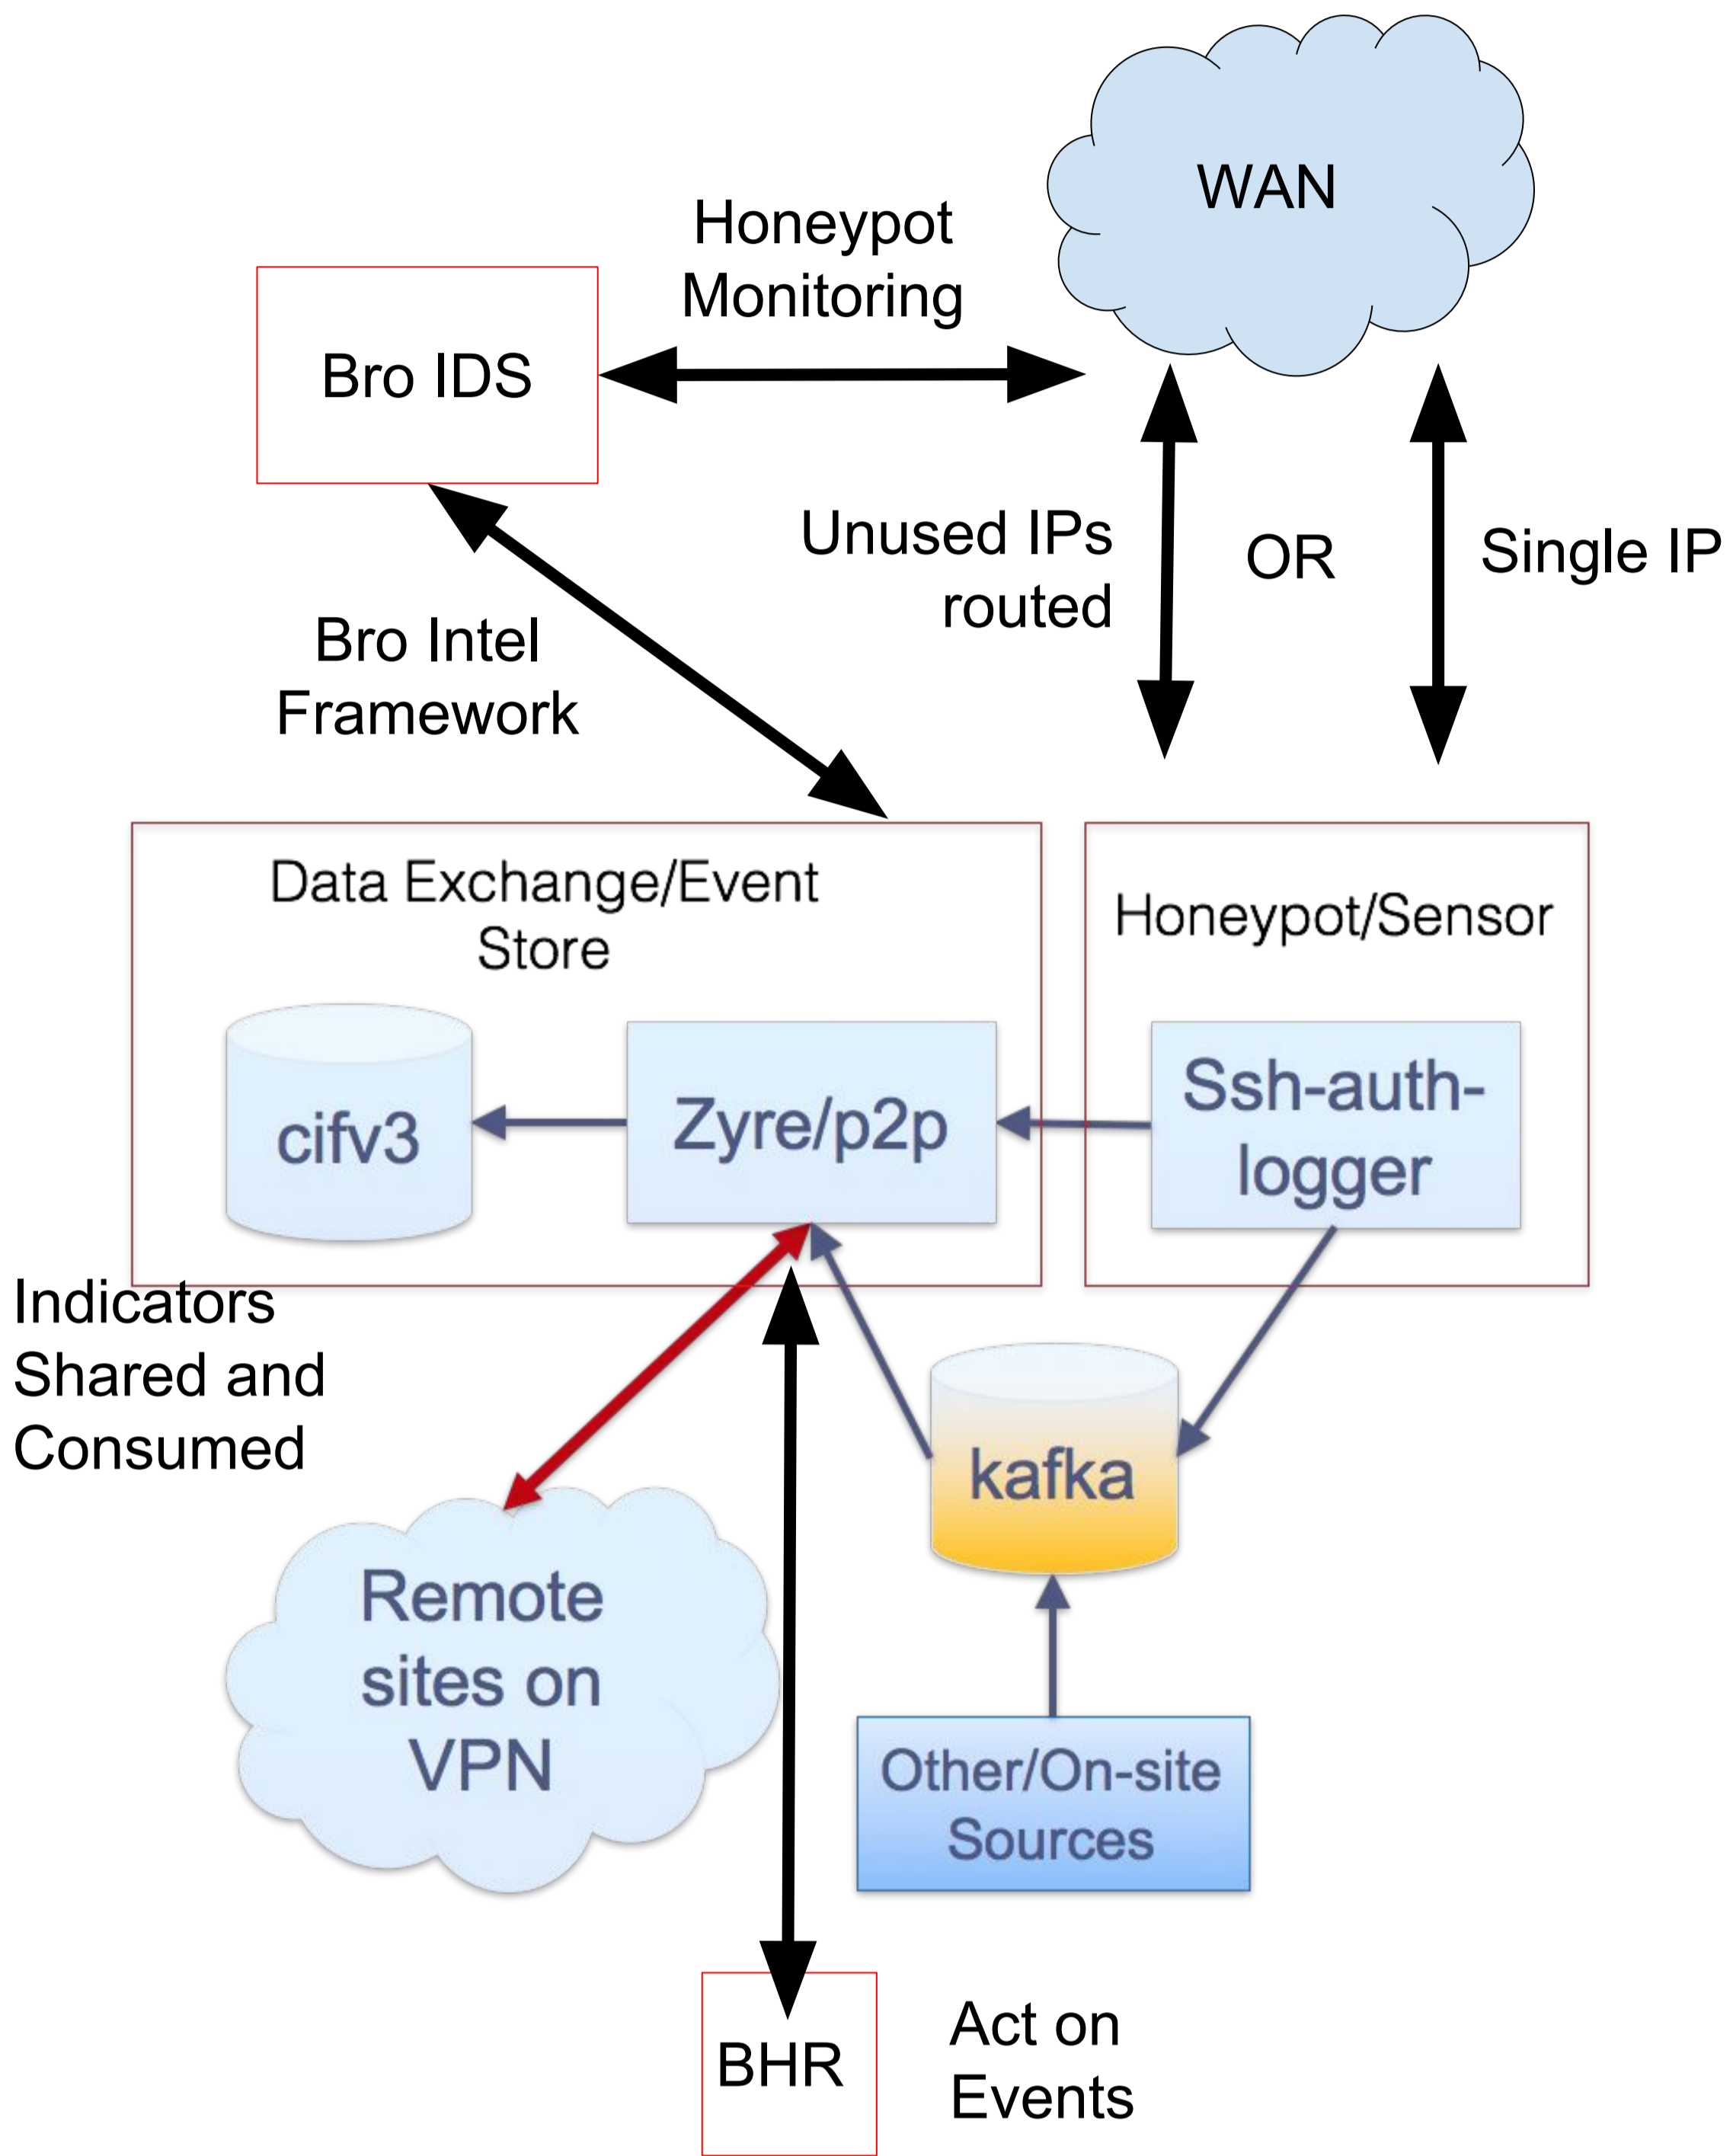 WAN
Honeypot
Monitoring
Bro IDS
Unused IPs
routed
OR
Single IP
Bro Intel
Framework
Data Exchange/Event
Store
Honeypot/Sensor
cifv3
Zyre/p2p
Ssh-auth-
logger
Indicators
Shared and
Consumed
kafka
Remote
sites on
VPN
Other/On-site
Sources
BHR
Act on
Events